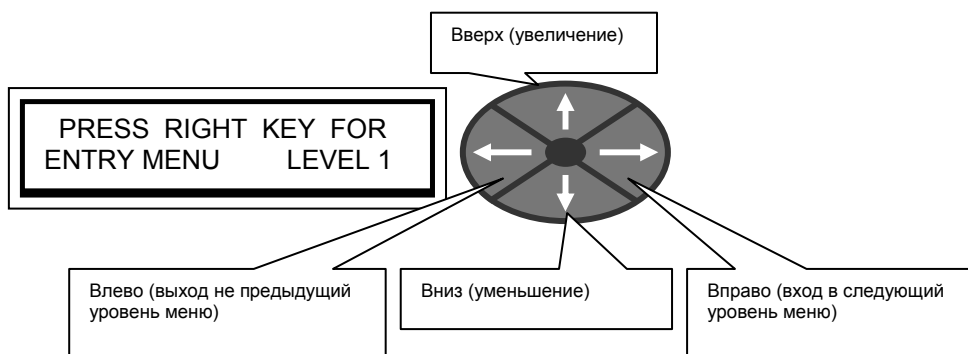 Вверх (увеличение)
PRESS RIGHT KEY FOR
ENTRY MENU LEVEL 1
Влево (выход не предыдущий
уровень меню)
Вниз (уменьшение)
Вправо (вход в следующий
уровень меню)